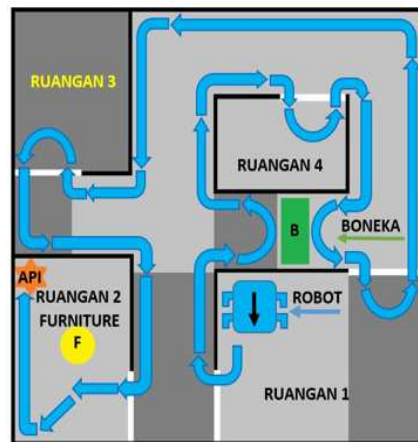 RUANGAN 3
RUANGAN 4
B
BONEKA
API
RUANGAN 2
FURNITURE
F
ROBOT
RUANGAN 1